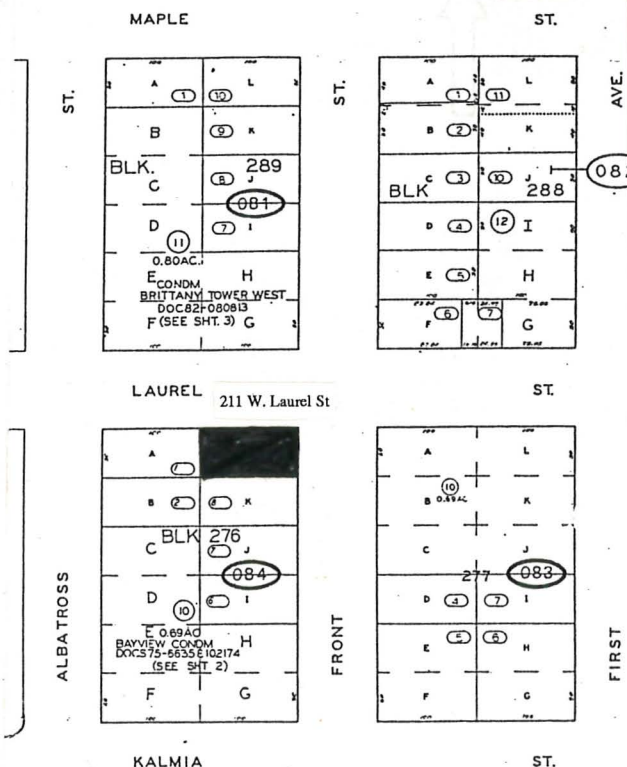 MAPLE ST.
ST. ST. AVE.
A 1 10 L
B 9 K
BLK. 289
C 8 J
081
D 7 I
11
0.80AC.
E CONDM. H
BRITTANY TOWER WEST
DOC82-080813
F (SEE SHT. 3) G
A 1 11 L
B 2 K
C 3 10 J
BLK 288
D 4 12 I
E 5 H
F 6 7 G
LAUREL ST.
211 W. Laurel St
A 1
B 2 8 K
BLK 276
C 7 J
084
D 6 I
10
E 0.69AC H
BAYVIEW CONDM
(SEE SHT 2)
F G
A L
10
B 0.69AC K
C J
277 083
D 4 7 I
E 5 6 H
F G
ALBATROSS
FRONT
FIRST
KALMIA ST.